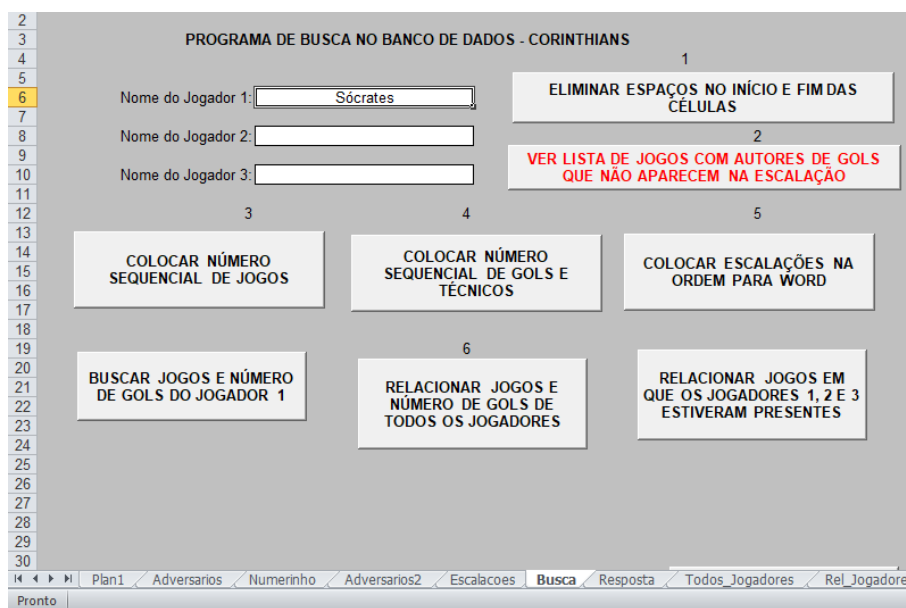 PROGRAMA DE BUSCA NO BANCO DE DADOS - CORINTHIANS
1
Nome do Jogador 1:
Sócrates
ELIMINAR ESPAÇOS NO INÍCIO E FIM DAS
CÉLULAS
Nome do Jogador 2:
2
VER LISTA DE JOGOS COM AUTORES DE GOLS
QUE NÃO APARECEM NA ESCALAÇÃO
Nome do Jogador 3:
3
4
5
COLOCAR NÚMERO
SEQUENCIAL DE JOGOS
COLOCAR NÚMERO
SEQUENCIAL DE GOLS E
TÉCNICOS
COLOCAR ESCALAÇÕES NA
ORDEM PARA WORD
6
BUSCAR JOGOS E NÚMERO
DE GOLS DO JOGADOR 1
RELACIONAR JOGOS E
NÚMERO DE GOLS DE
TODOS OS JOGADORES
RELACIONAR JOGOS EM
QUE OS JOGADORES 1, 2 E 3
ESTIVERAM PRESENTES
2
3
4
5
6
7
8
9
10
11
12
13
14
15
16
17
18
19
20
21
22
23
24
25
26
27
28
29
30
Plan1 Adversarios Numerinho Adversarios2 Escalacoes Busca Resposta Todos_Jogadores Rel_Jogadore
Pronto